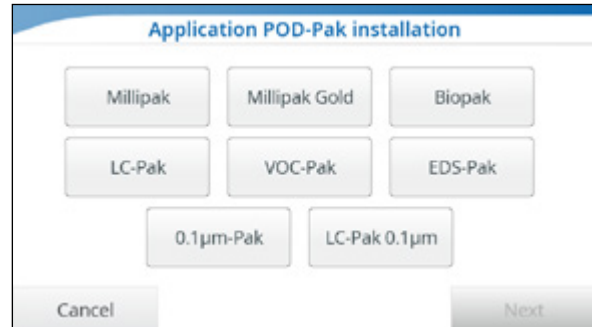 Application POD-Pak installation
Millipak Millipak Gold Biopak
LC-Pak VOC-Pak EDS-Pak
0.1µm-Pak LC-Pak 0.1µm
Cancel Next